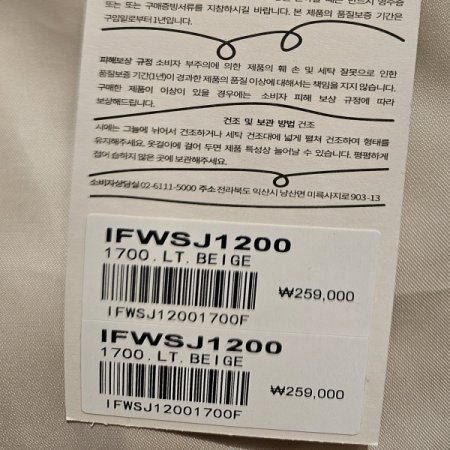 또는 또는 구매증빙서류를 지참하시길 바랍니다. 본 제품의 품질보증 기간은
구입일로부터 1년입니다.
피해보상 규정 소비자 부주의에 의한 제품의 훼 손 및 세탁 잘못으로 인한
품질보증 기간(1년)이 경과한 제품의 품질 이상에 대해서는 책임을 지지 않습니다.
구매한 제품이 이상이 있을 경우에는 소비자 피해 보상 규정에 따라
보상해드립니다.
건조 및 보관 방법 건조
시에는 그늘에 뉘어서 건조하거나 세탁 건조대에 넓게 펼쳐 건조하여 형태를
유지해주세요. 옷걸이에 걸어 두면 제품 특성상 늘어날 수 있습니다. 평평하게
접어 습하지 않은 곳에 보관해주세요.
소비자상담실 02-6111-5000 주소 전라북도 익산시 낭산면 미륵사지로 903-13
IFWSJ1200
1700.LT.BEIGE
₩259,000
IFWSJ12001700F
IFWSJ1200
1700.LT.BEIGE
₩259,000
IFWSJ12001700F